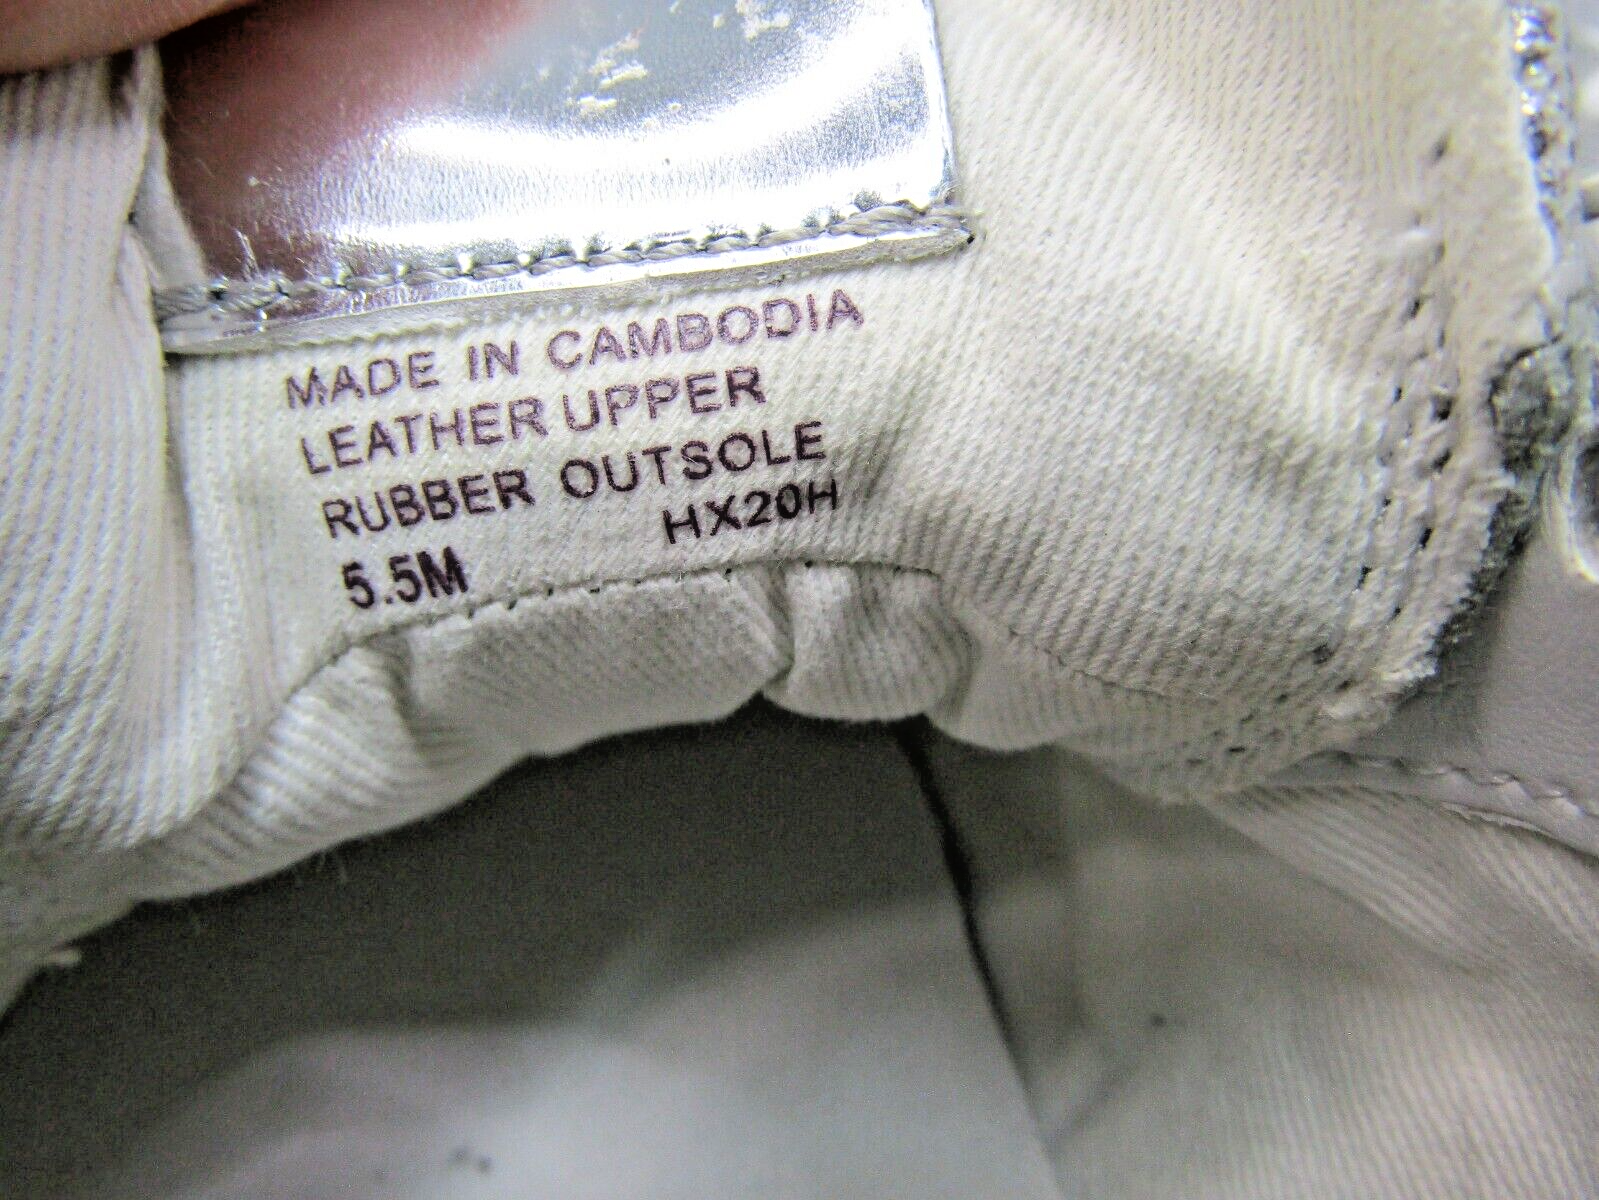 MADE IN CAMBODIA
LEATHER UPPER
RUBBER OUTSOLE
5.5M HX20H